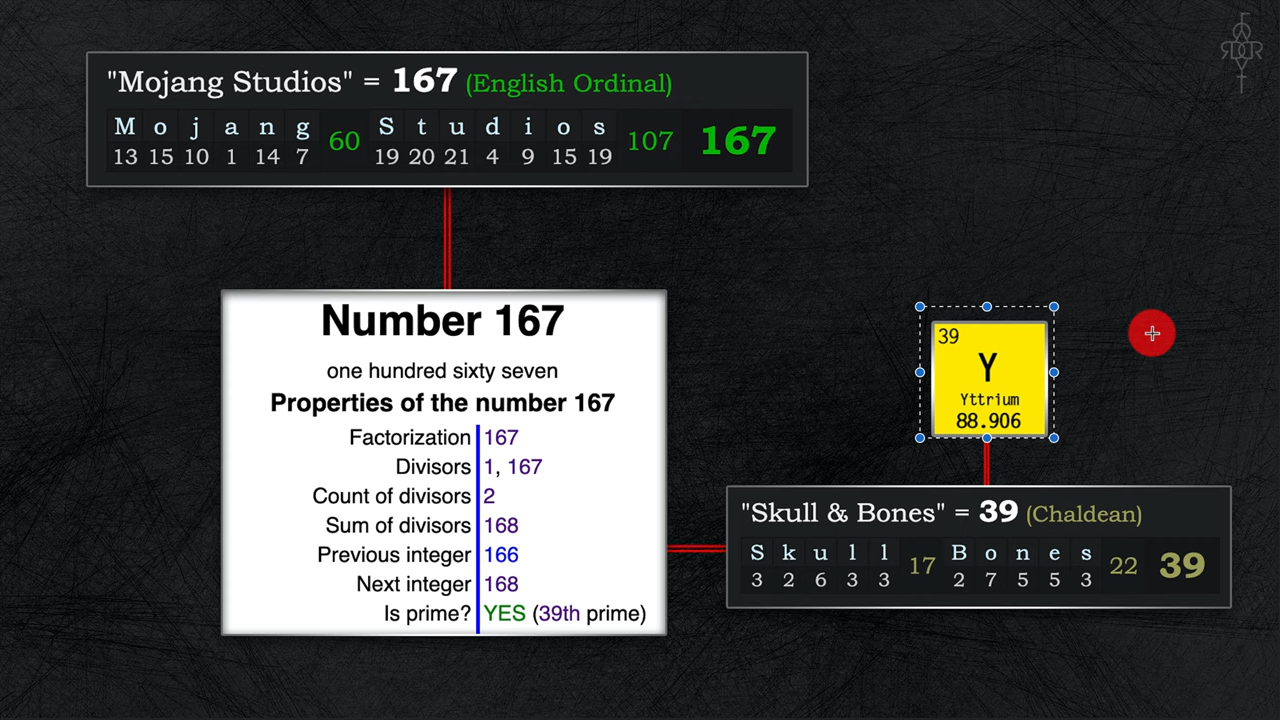 "Mojang Studios" = 167 (English Ordinal)
M o j a n g 60 S t u d i o s 107 167
13 15 10 1 14 7 19 20 21 4 9 15 19
Number 167
one hundred sixty seven
Properties of the number 167
Factorization 167
Divisors 1, 167
Count of divisors 2
Sum of divisors 168
Previous integer 166
Next integer 168
Is prime? YES (39th prime)
39
Y
Yttrium
88.906
"Skull & Bones" = 39 (Chaldean)
S k u l l 17 B o n e s 22 39
3 2 6 3 3 2 7 5 5 3